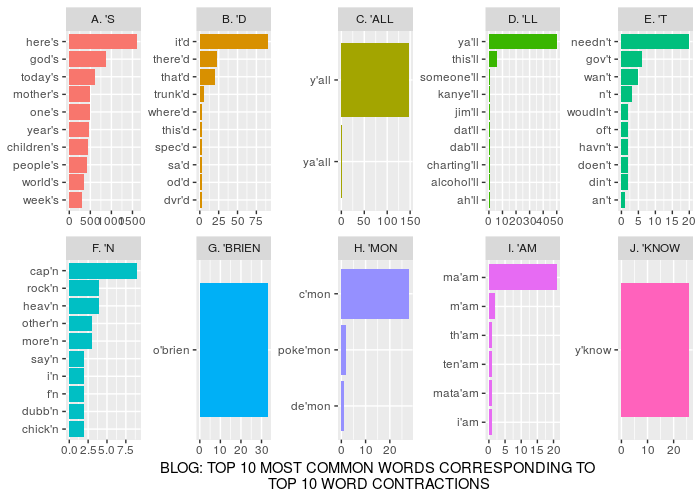 A. 'S
here's
god's
today's
mother's
one's
year's
children's
people's
world's
week's
0 500 1000 1500
B. 'D
it'd
there'd
that'd
trunk'd
where'd
this'd
spec'd
sa'd
od'd
dvr'd
0 25 50 75
C. 'ALL
y'all
ya'all
0 50 100 150
D. 'LL
ya'll
this'll
someone'll
kanye'll
jim'll
dat'll
dab'll
charting'll
alcohol'll
ah'll
0 10 20 30 40 50
E. 'T
needn't
gov't
wan't
n't
woudln't
of't
havn't
doen't
din't
an't
0 5 10 15 20
F. 'N
cap'n
rock'n
heav'n
other'n
more'n
say'n
i'n
f'n
dubb'n
chick'n
0.0 2.5 5.0 7.5
G. 'BRIEN
o'brien
0 10 20 30
H. 'MON
c'mon
poke'mon
de'mon
0 10 20
I. 'AM
ma'am
m'am
th'am
ten'am
mata'am
i'am
0 5 10 15 20
J. 'KNOW
y'know
0 10 20
BLOG: TOP 10 MOST COMMON WORDS CORRESPONDING TO
TOP 10 WORD CONTRACTIONS